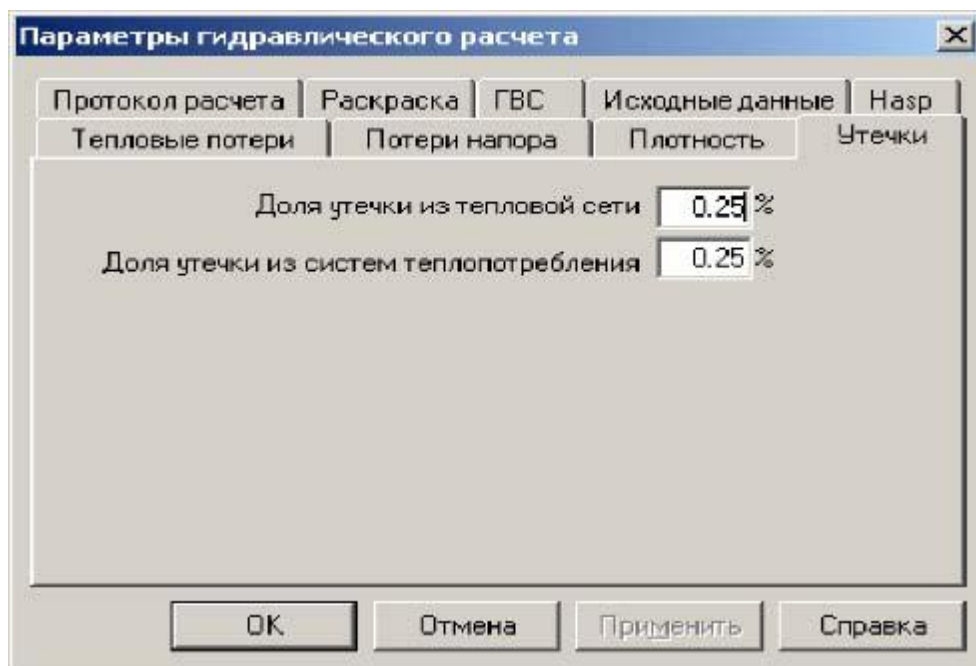 Параметры гидравлического расчета
Протокол расчета Раскраска ГВС Исходные данные Hasp
Тепловые потери Потери напора Плотность Утечки
Доля утечки из тепловой сети 0.25 %
Доля утечки из систем теплопотребления 0.25 %
OK Отмена Применить Справка